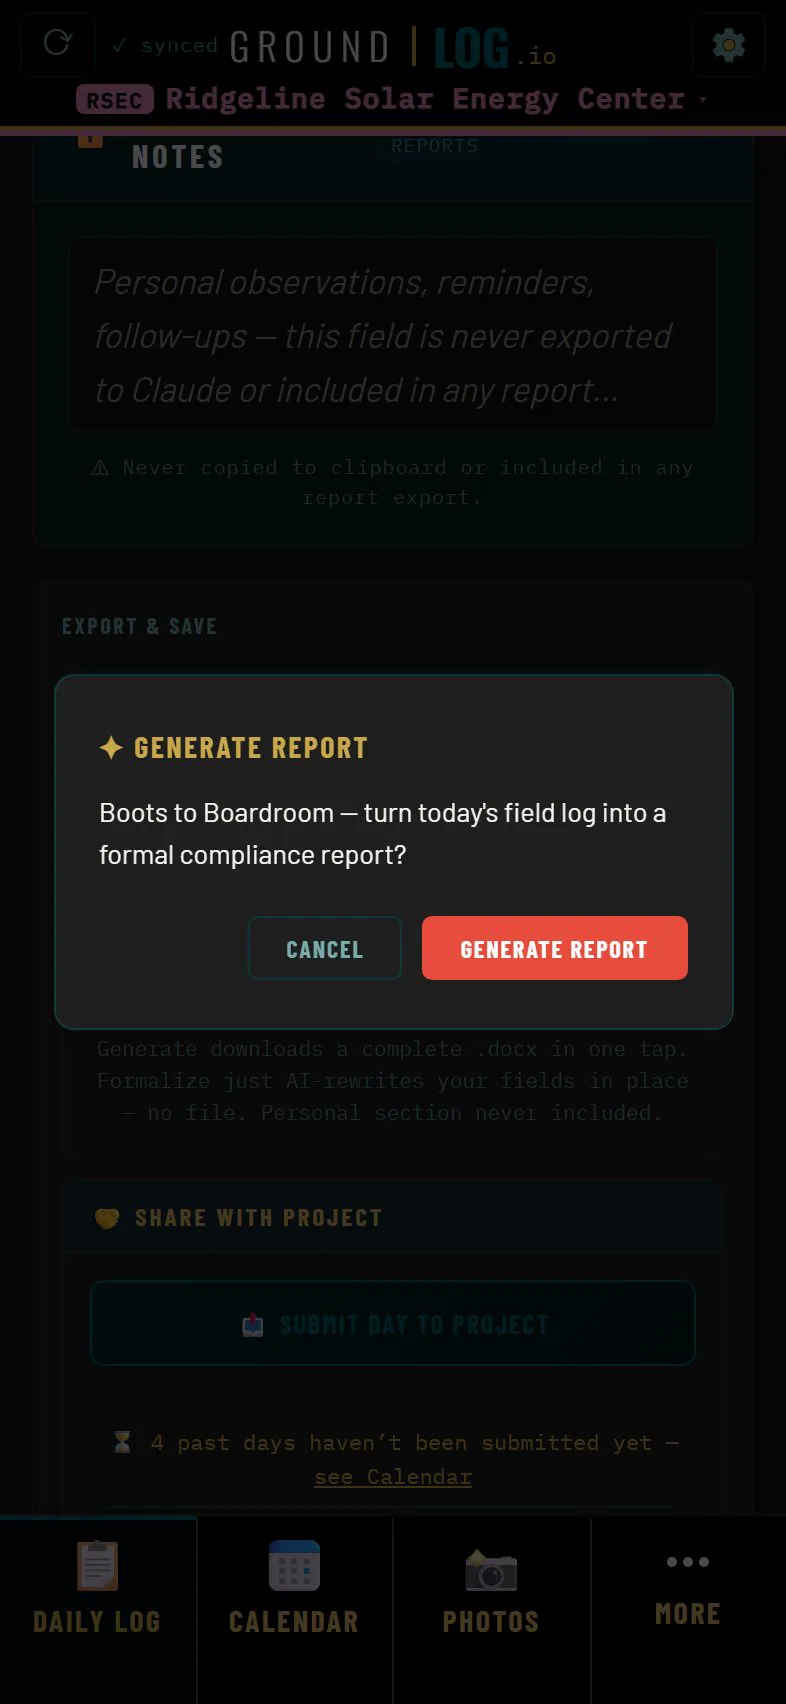 ✓ synced GROUND | LOG.io
RSEC Ridgeline Solar Energy Center ▾
NOTES
REPORTS
Personal observations, reminders,
follow-ups — this field is never exported
to Claude or included in any report...
⚠ Never copied to clipboard or included in any
report export.
EXPORT & SAVE
✦ GENERATE REPORT
Boots to Boardroom — turn today's field log into a
formal compliance report?
CANCEL
GENERATE REPORT
Generate downloads a complete .docx in one tap.
Formalize just AI-rewrites your fields in place
— no file. Personal section never included.
🤝 SHARE WITH PROJECT
📤 SUBMIT DAY TO PROJECT
⏳ 4 past days haven’t been submitted yet —
see Calendar
DAILY LOG
CALENDAR
PHOTOS
MORE